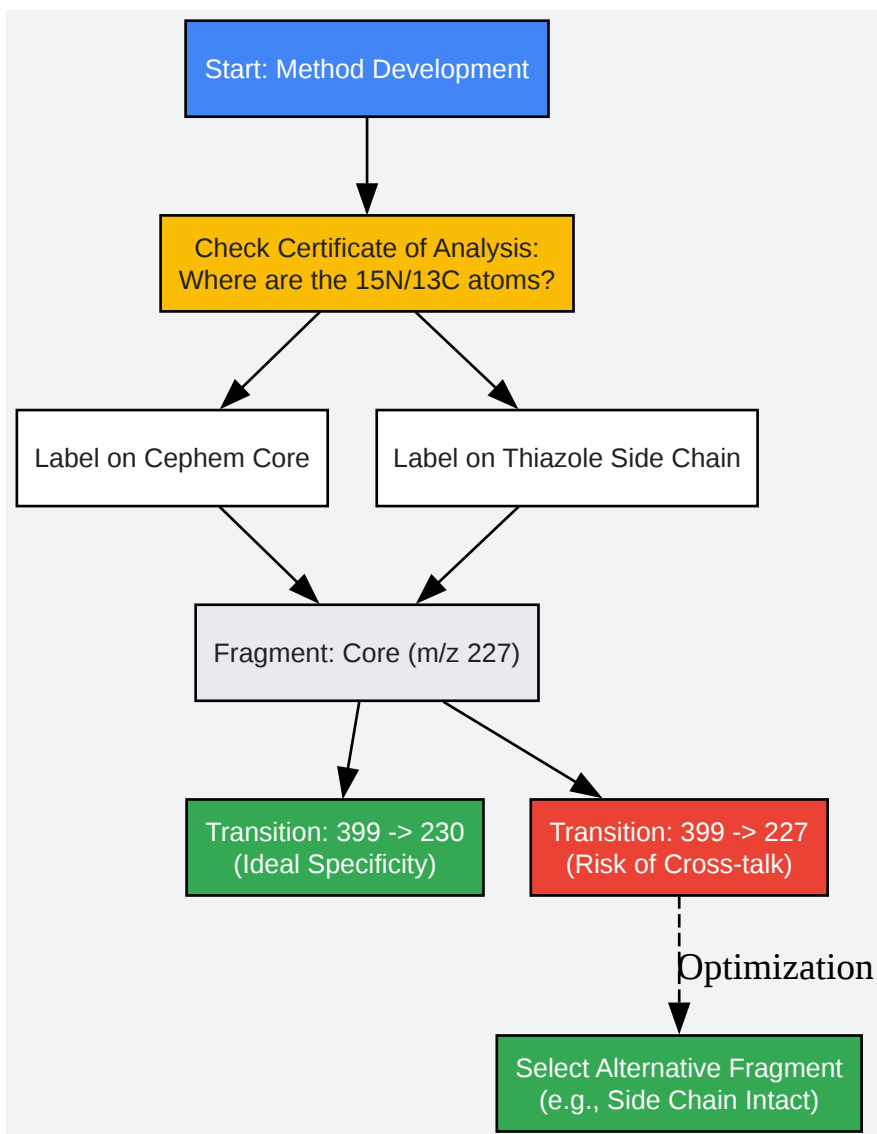 Start: Method Development
Check Certificate of Analysis:
Where are the 15N/13C atoms?
Label on Cephem Core
Label on Thiazole Side Chain
Fragment: Core (m/z 227)
Transition: 399 -> 230
(Ideal Specificity)
Transition: 399 -> 227
(Risk of Cross-talk)
Optimization
Select Alternative Fragment
(e.g., Side Chain Intact)